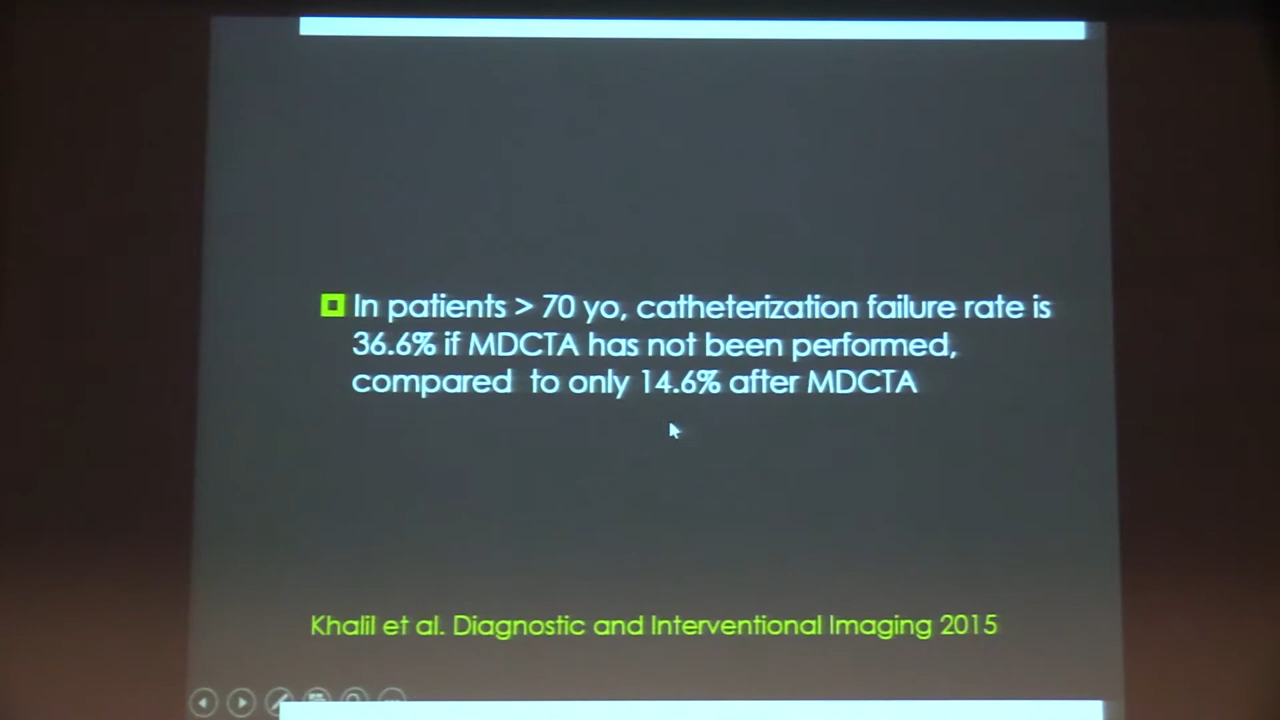 In patients > 70 yo, catheterization failure rate is
36.6% if MDCTA has not been performed,
compared to only 14.6% after MDCTA
Khalil et al. Diagnostic and Interventional Imaging 2015